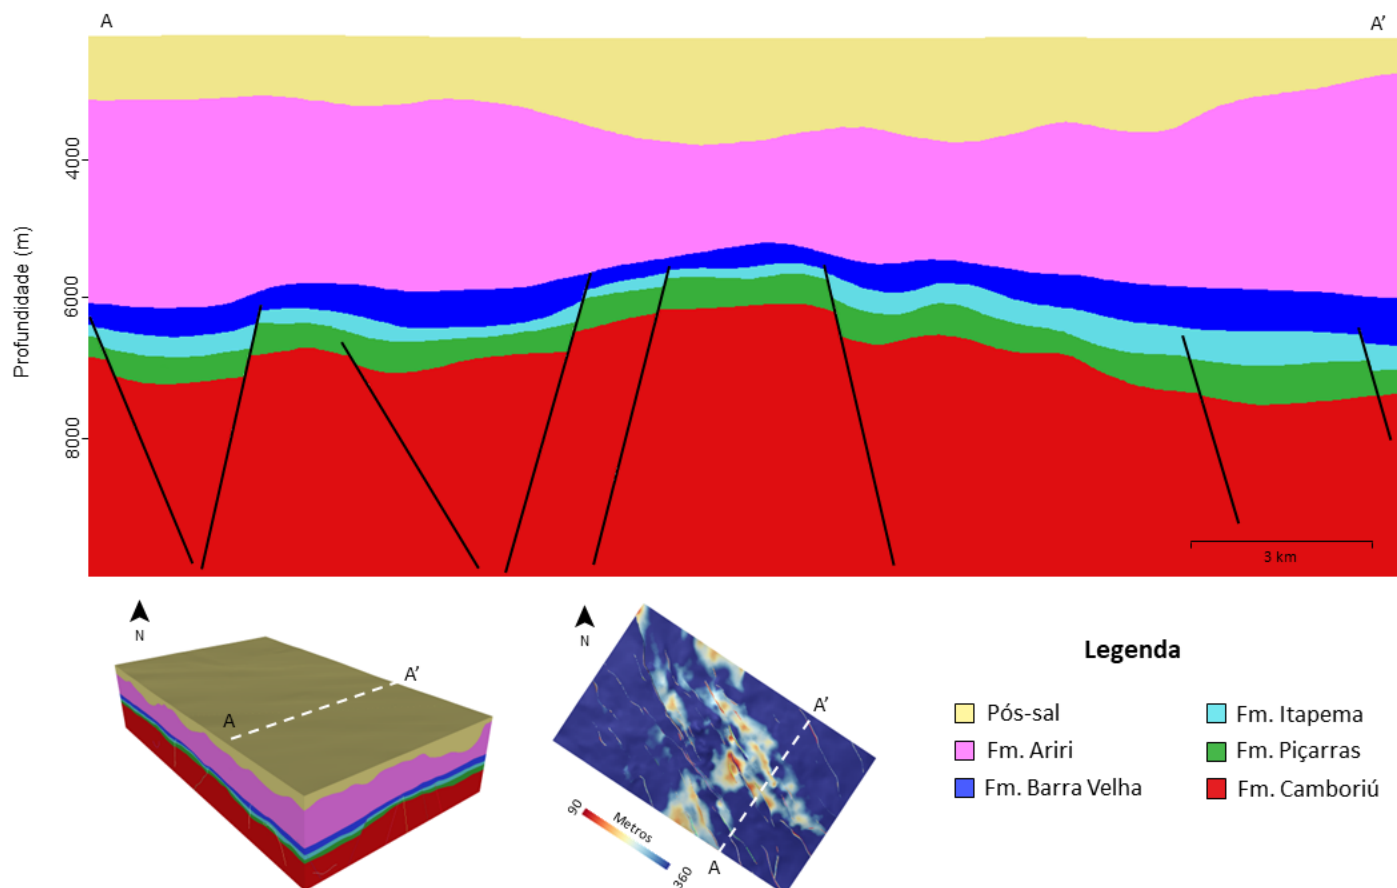 A
A'
Profundidade (m)
4000
6000
8000
3 km
N
A
A'
N
A'
A
90
Metros
360
Legenda
Pós-sal
Fm. Ariri
Fm. Barra Velha
Fm. Itapema
Fm. Piçarras
Fm. Camboriú